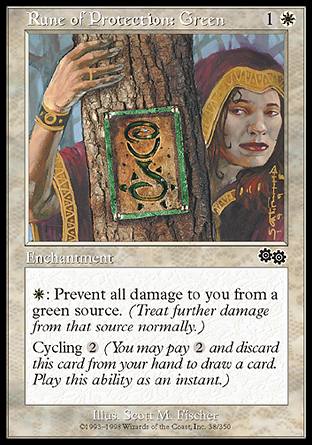 Rune of Protection: Green 1
Enchantment
: Prevent all damage to you from a
green source. (Treat further damage
from that source normally.)
Cycling 2 (You may pay 2 and discard
this card from your hand to draw a card.
Play this ability as an instant.)
Illus. Scott M. Fischer
©1993-1998 Wizards of the Coast, Inc. 38/350